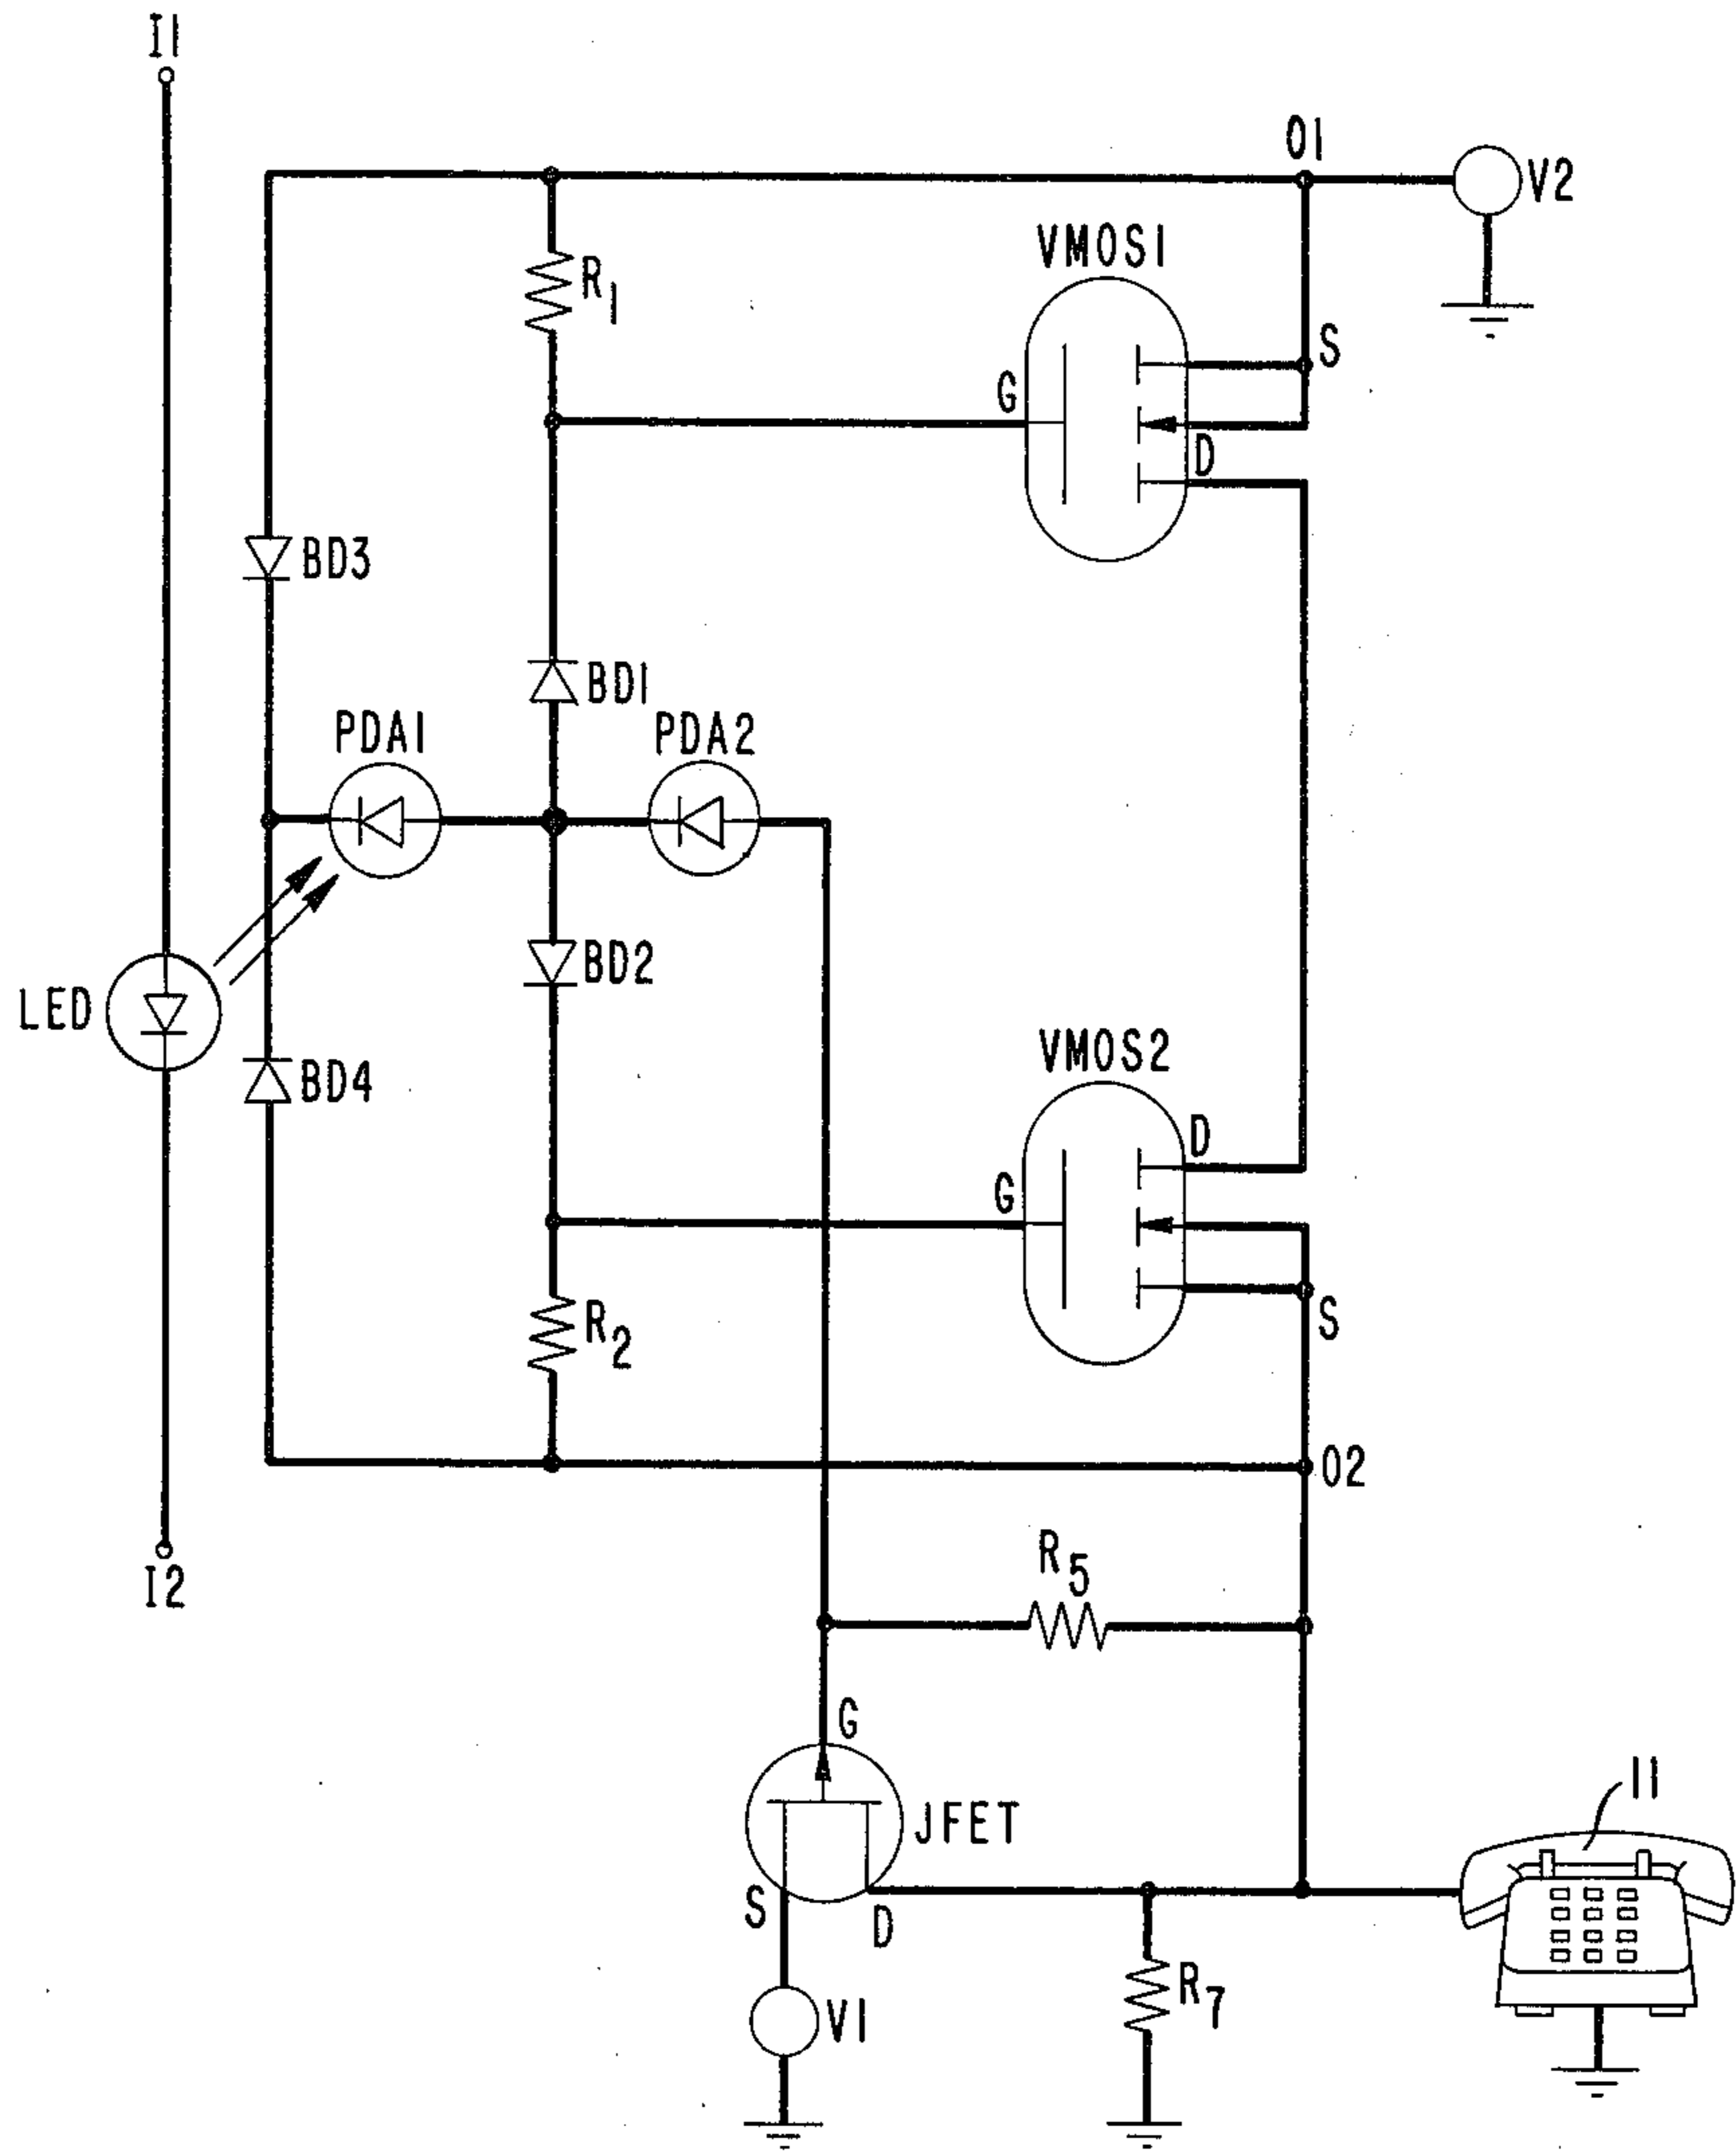 I1
O1
V2
VMOS1
R1
S
G
D
BD3
BD1
PDA1
PDA2
BD2
LED
BD4
VMOS2
D
G
R2
S
O2
R5
I2
G
11
JFET
S
D
V1
R7